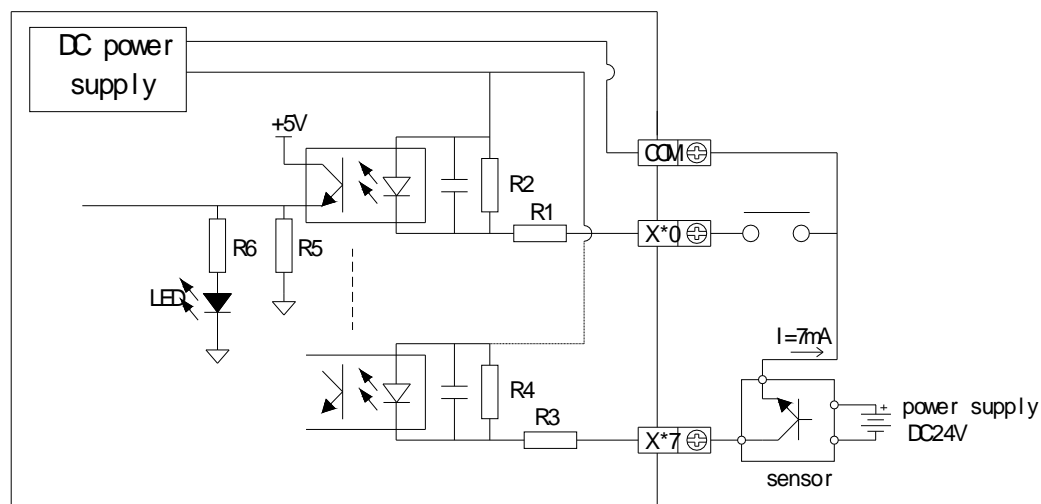 DC power
supply
+5V
COM
R2
R1
X*0
R6
R5
LED
I=7mA
R4
R3
power supply
DC24V
X*7
sensor